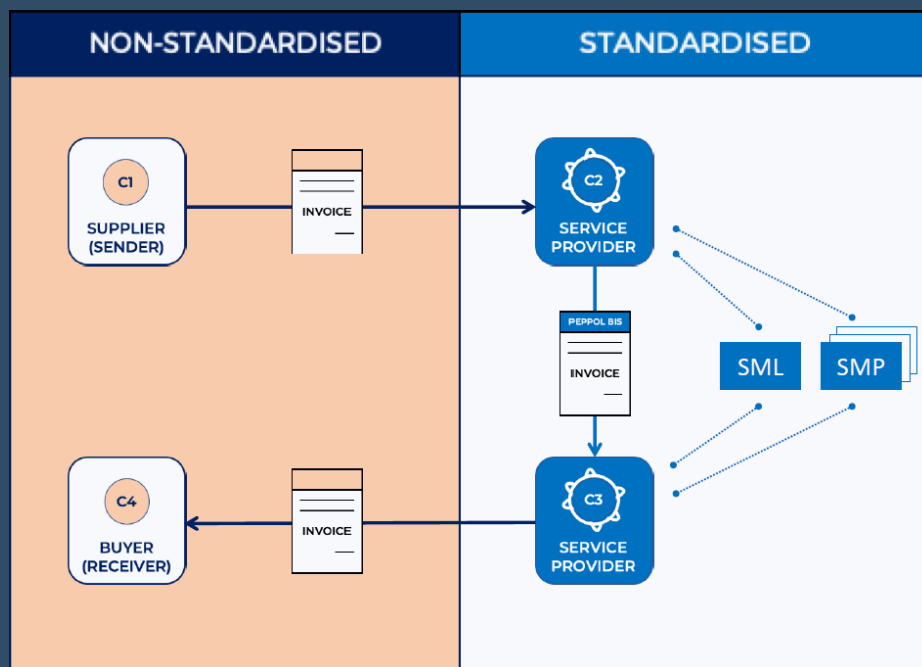 NON-STANDARDISED
STANDARDISED
C1
SUPPLIER
(SENDER)
INVOICE
C2
SERVICE
PROVIDER
PEPPOL BIS
INVOICE
SML
SMP
C4
BUYER
(RECEIVER)
INVOICE
C3
SERVICE
PROVIDER